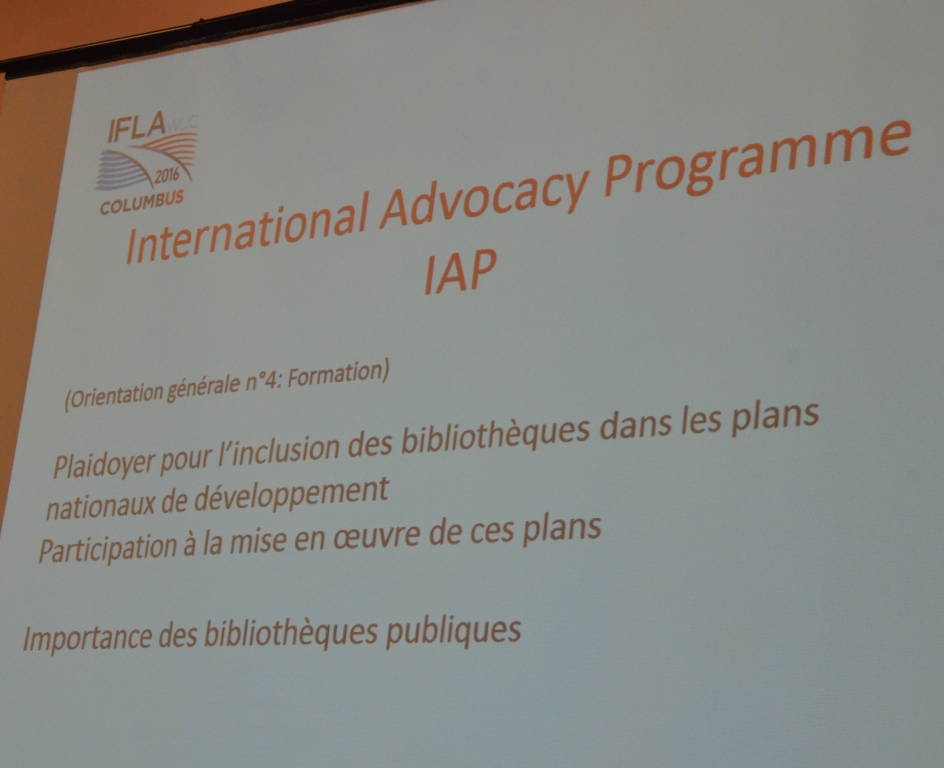 IFLA WLIC
2016
COLUMBUS
International Advocacy Programme
IAP
(Orientation générale n°4: Formation)
Plaidoyer pour l'inclusion des bibliothèques dans les plans
nationaux de développement
Participation à la mise en œuvre de ces plans
Importance des bibliothèques publiques